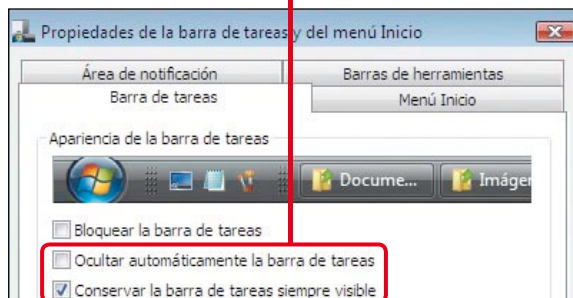 Propiedades de la barra de tareas y del menú Inicio
Área de notificación
Barras de herramientas
Barra de tareas
Menú Inicio
Apariencia de la barra de tareas
Docume...
Imáger
Bloquear la barra de tareas
Ocultar automáticamente la barra de tareas
Conservar la barra de tareas siempre visible